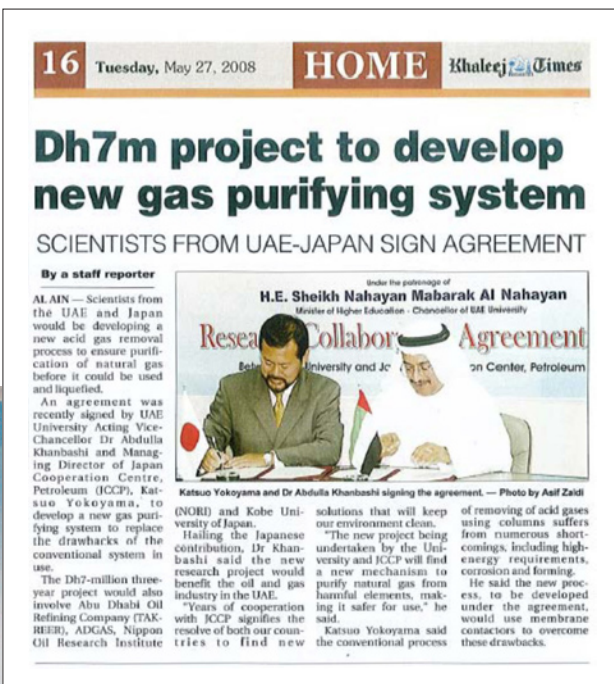 16
Tuesday, May 27, 2008
HOME
Khaleej Times
Dh7m project to develop
new gas purifying system
SCIENTISTS FROM UAE-JAPAN SIGN AGREEMENT
By a staff reporter
AL AIN — Scientists from
the UAE and Japan
would be developing a
new acid gas removal
process to ensure purifi-
cation of natural gas
before it could be used
and liquefied.
An agreement was
recently signed by UAE
University Acting Vice-
Chancellor Dr Abdulla
Khanbashi and Manag-
ing Director of Japan
Cooperation Centre,
Petroleum (JCCP), Kat-
suo Yokoyama, to
develop a new gas puri-
fying system to replace
the drawbacks of the
conventional system in
use.
The Dh7-million three-
year project would also
involve Abu Dhabi Oil
Refining Company (TAK-
REER), ADGAS, Nippon
Oil Research Institute
Under the patronage of
H.E. Sheikh Nahayan Mabarak Al Nahayan
Minister of Higher Education - Chancellor of UAE University
Resea Collabor Agreement
Be University and J on Center, Petroleum
Katsuo Yokoyama and Dr Abdulla Khanbashi signing the agreement. — Photo by Asif Zaidi
(NORI) and Kobe Uni-
versity of Japan.
Hailing the Japanese
contribution, Dr Khan-
bashi said the new
research project would
benefit the oil and gas
industry in the UAE.
"Years of cooperation
with JCCP signifies the
resolve of both our coun-
tries to find new
solutions that will keep
our environment clean.
"The new project being
undertaken by the Uni-
versity and JCCP will find
a new mechanism to
purify natural gas from
harmful elements, mak-
ing it safer for use," he
said.
Katsuo Yokoyama said
the conventional process
of removing of acid gases
using columns suffers
from numerous short-
comings, including high-
energy requirements,
corrosion and forming.
He said the new proc-
ess, to be developed
under the agreement,
would use membrane
contactors to overcome
these drawbacks.